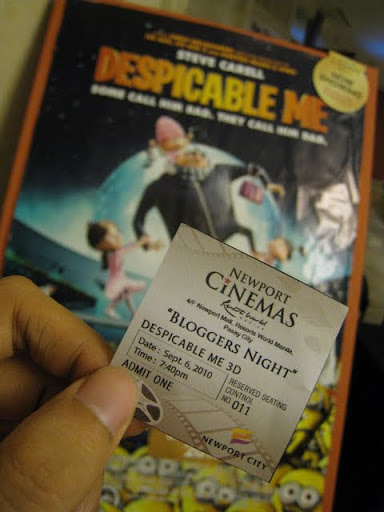 STEVE CARELL
DESPICABLE ME
SOME CALL HIM BAD. THEY CALL HIM DAD.
NOW
SHOWING
NEWPORT
CINEMAS
4/F Newport Mall, Resorts World Manila,
Pasay City
"BLOGGERS NIGHT"
DESPICABLE ME 3D
Date : Sept. 6, 2010
Time : 7:40pm
ADMIT ONE
RESERVED SEATING
CONTROL
NO 011
NEWPORT CITY